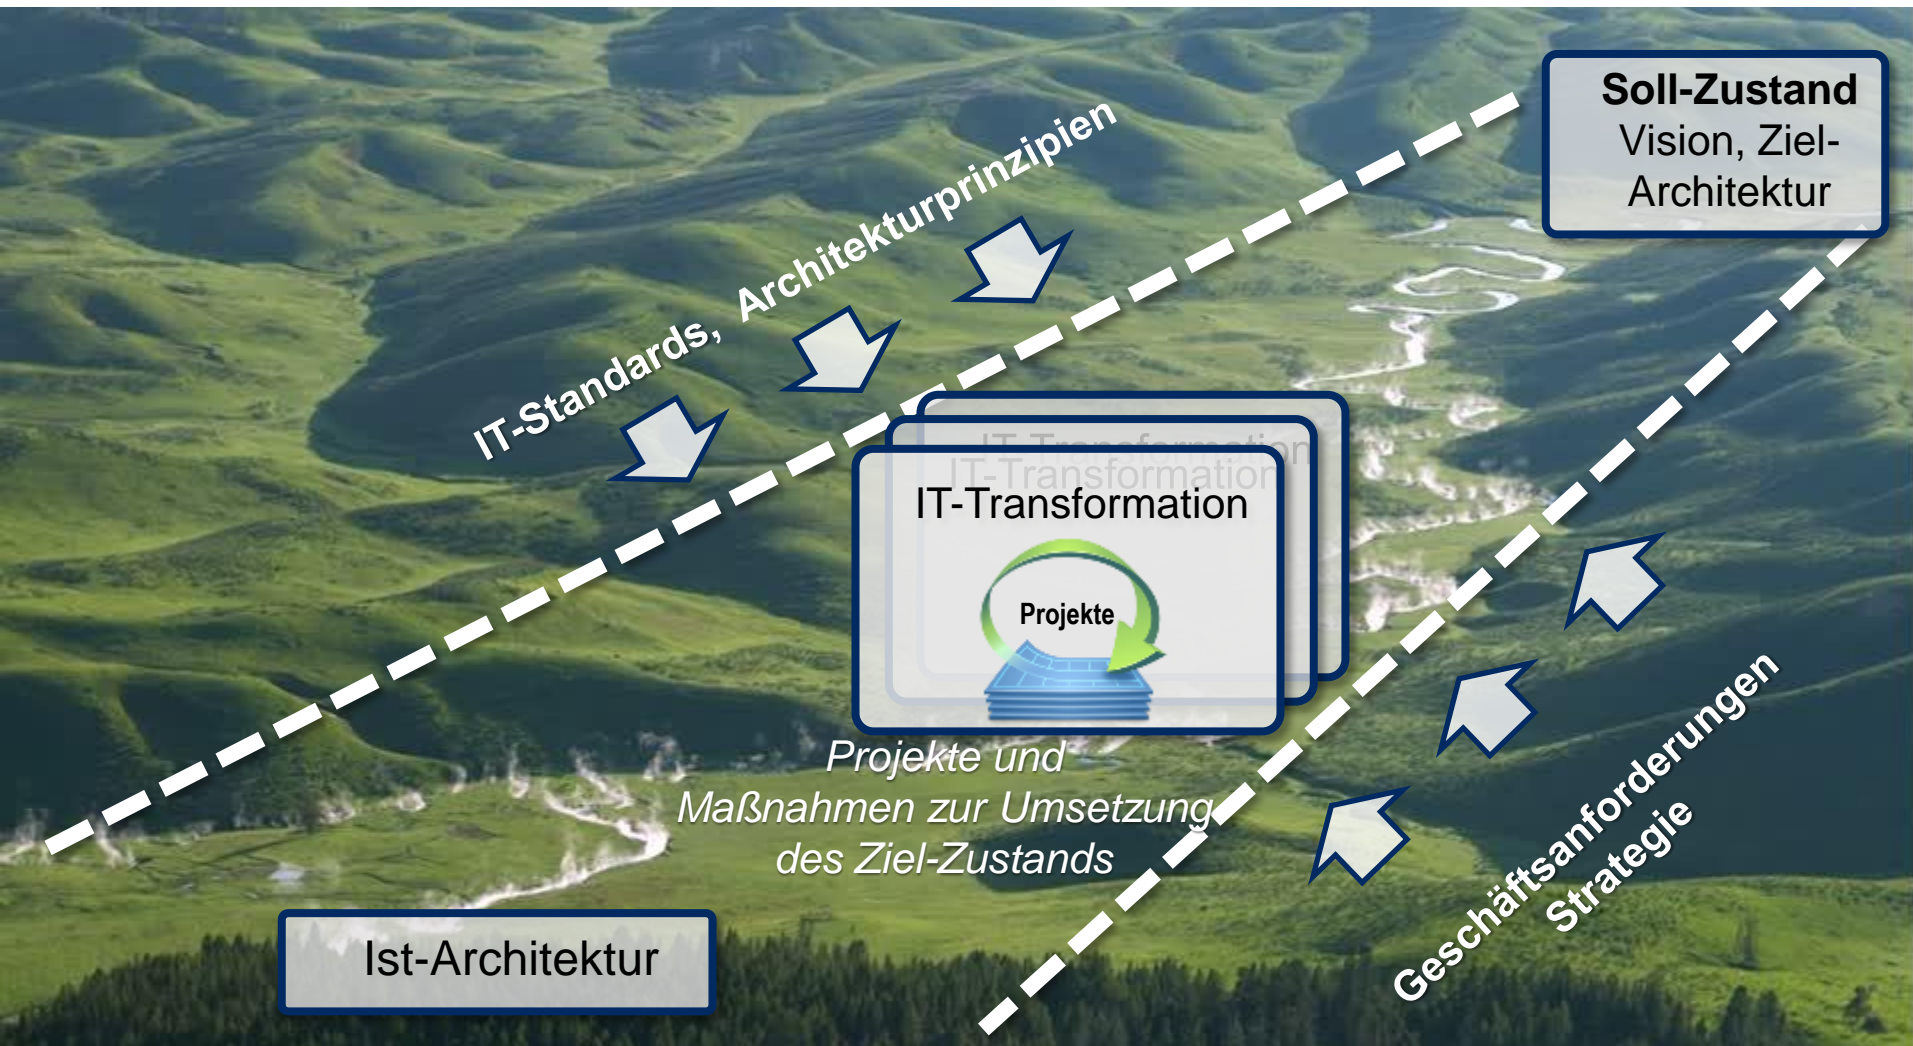 Soll-Zustand
Vision, Ziel-
Architektur
IT-Standards, Architekturprinzipien
IT-Transformation
IT-Transformation
IT-Transformation
Projekte
Projekte und
Maßnahmen zur Umsetzung
des Ziel-Zustands
Geschäftsanforderungen
Strategie
Ist-Architektur